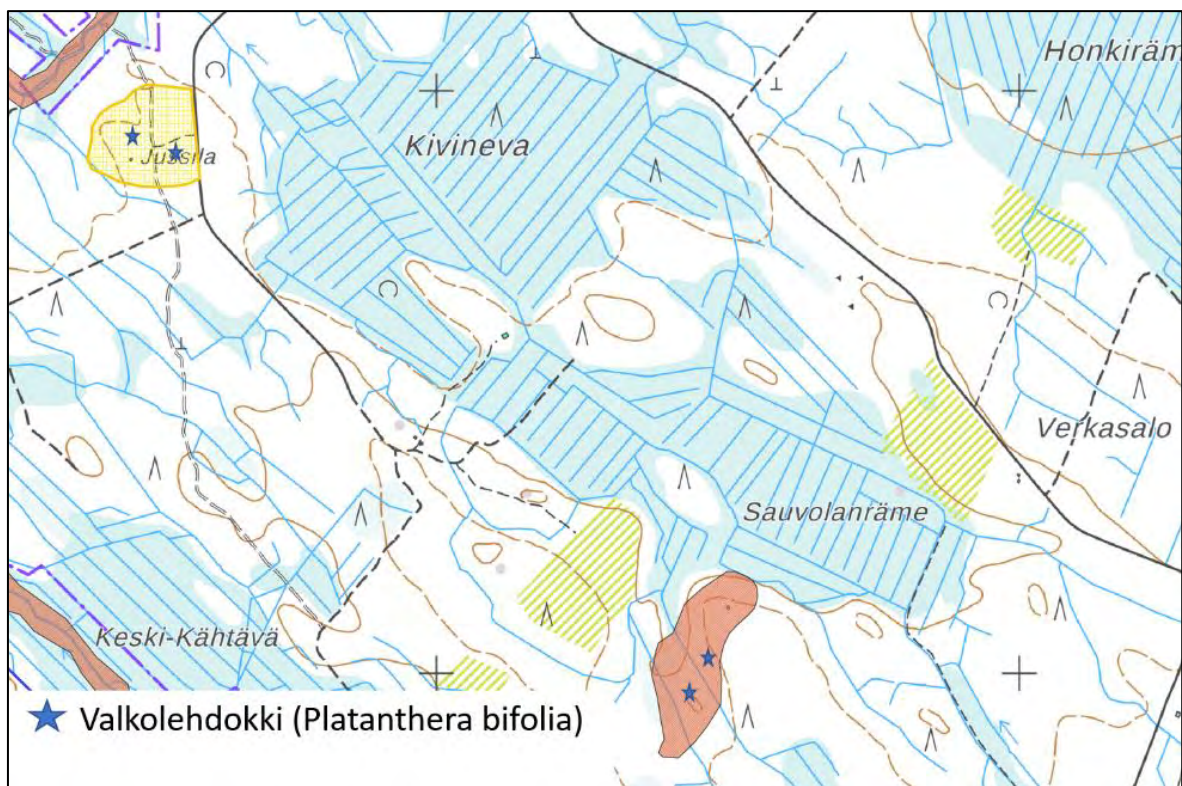 Honkiräm
Kivineva
Jussila
Verkasalo
Sauvolanräme
Keski-Kähtävä
Valkolehdokki (Platanthera bifolia)